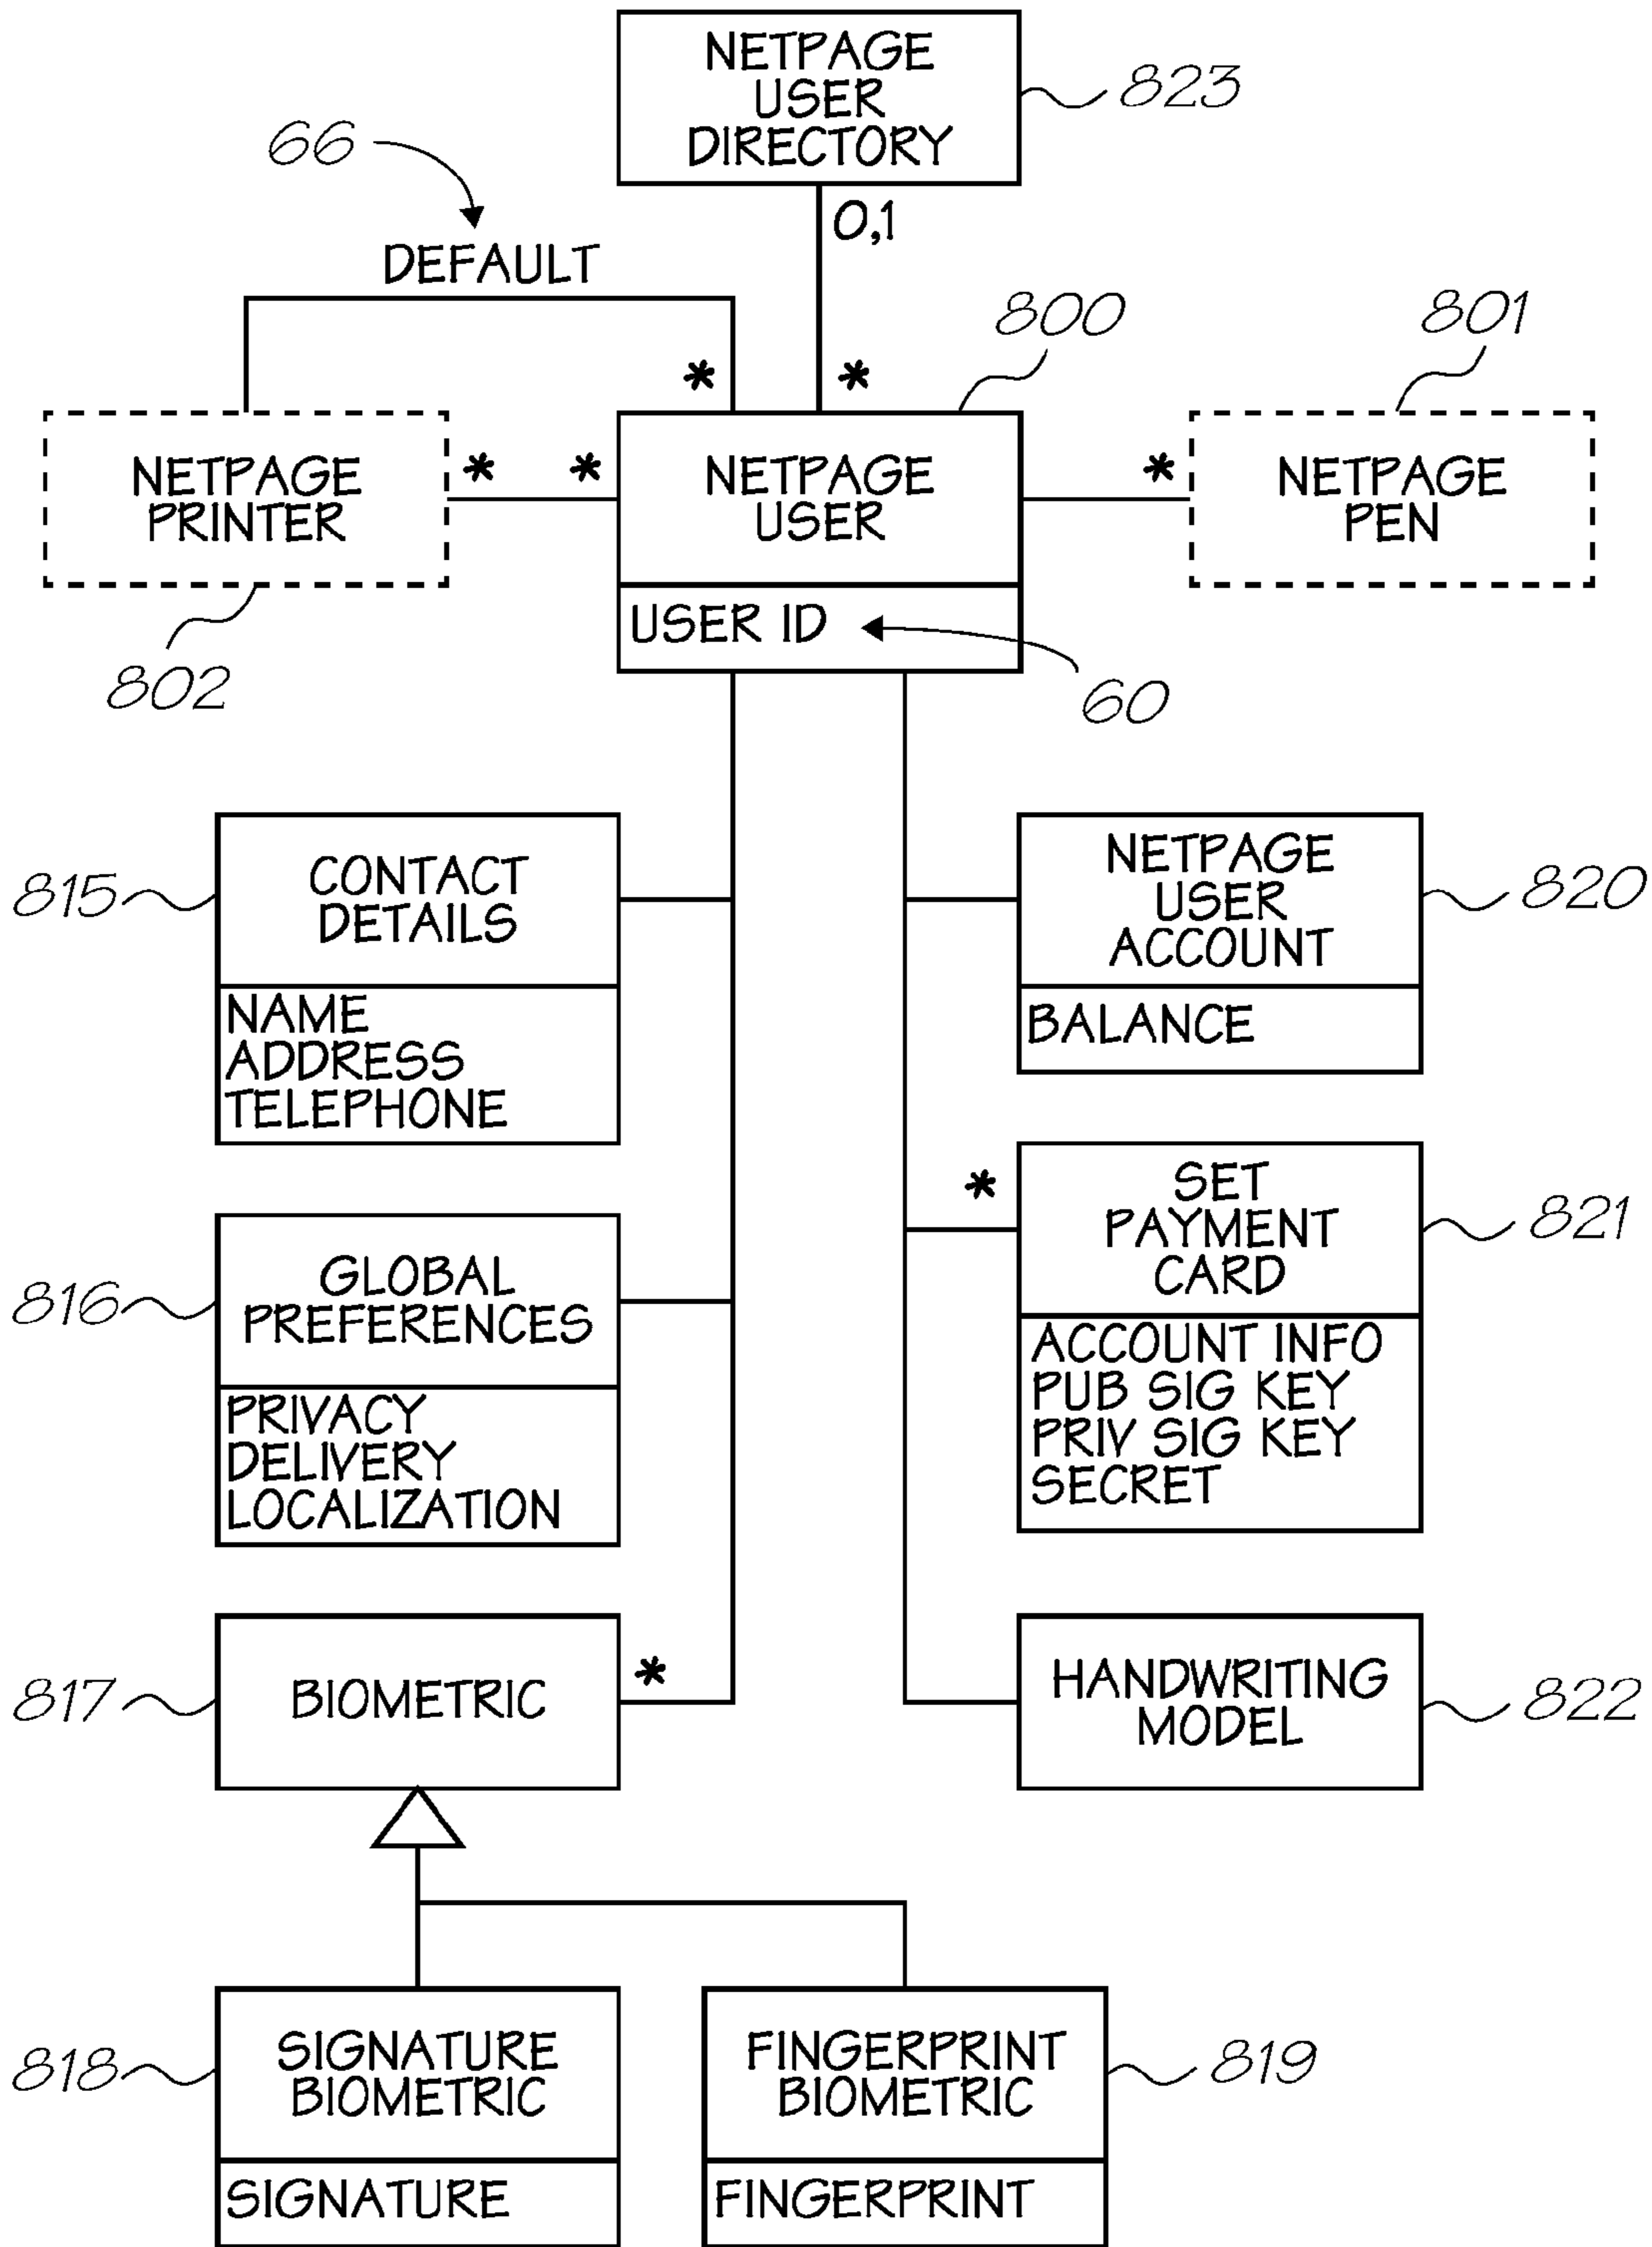 NETPAGE
USER
DIRECTORY
823
66
DEFAULT
0,1
*
*
800
801
NETPAGE
PRINTER
*
*
NETPAGE
USER
*
NETPAGE
PEN
USER ID
802
60
815
CONTACT
DETAILS
NAME
ADDRESS
TELEPHONE
NETPAGE
USER
ACCOUNT
820
BALANCE
816
GLOBAL
PREFERENCES
PRIVACY
DELIVERY
LOCALIZATION
*
SET
PAYMENT
CARD
821
ACCOUNT INFO
PUB SIG KEY
PRIV SIG KEY
SECRET
817
BIOMETRIC
*
HANDWRITING
MODEL
822
818
SIGNATURE
BIOMETRIC
SIGNATURE
FINGERPRINT
BIOMETRIC
819
FINGERPRINT